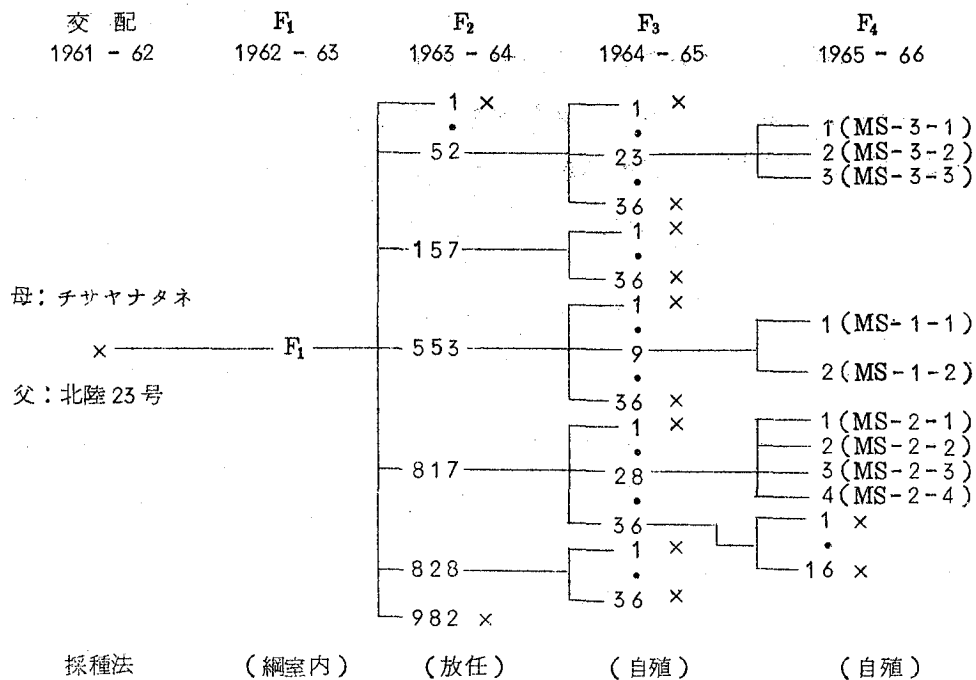 交配 F₁ F₂ F₃ F₄
1961-62 1962-63 1963-64 1964-65 1965-66
1 × 1 ×
• • 1(MS-3-1)
52 23 2(MS-3-2)
• 3(MS-3-3)
36 ×
1 ×
157 •
36 ×
母:チサヤナタネ 1 ×
• 1(MS-1-1)
× F₁ 553 9
• 2(MS-1-2)
父:北陸23号 36 ×
1 × 1(MS-2-1)
• 2(MS-2-2)
817 28 3(MS-2-3)
• 4(MS-2-4)
36 1 ×
1 × •
828 • 16 ×
36 ×
982 ×
採種法 (綱室内) (放任) (自殖) (自殖)